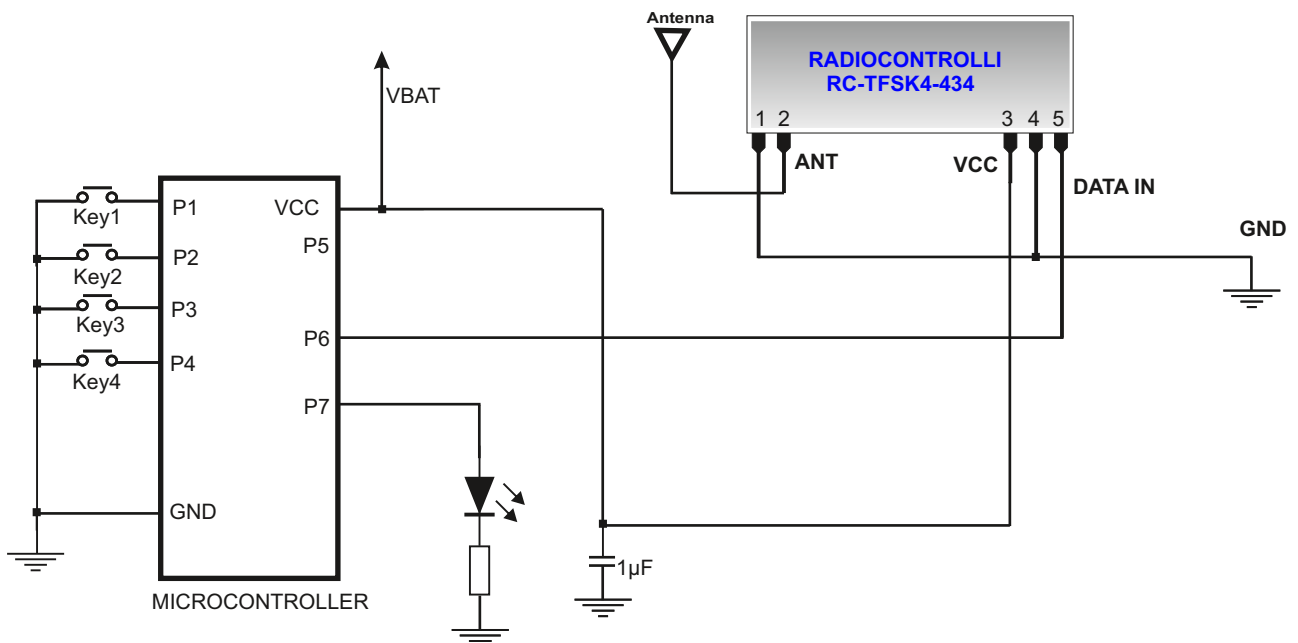 Antenna
RADIOCONTROLLI
RC-TFSK4-434
1 2 3 4 5
VBAT
ANT
VCC
DATA IN
GND
P1
VCC
Key1
P5
P2
Key2
P3
Key3
P6
P4
Key4
P7
GND
1µF
MICROCONTROLLER